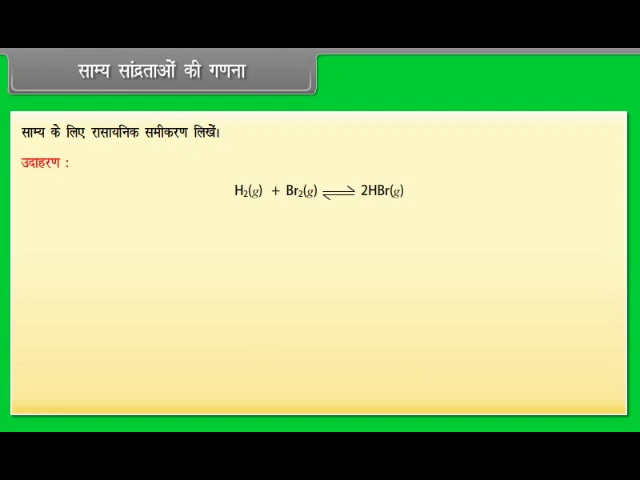 साम्य सांद्रताओं की गणना
साम्य के लिए रासायनिक समीकरण लिखें।
उदाहरण :
H₂(g) + Br₂(g) ⇌ 2HBr(g)